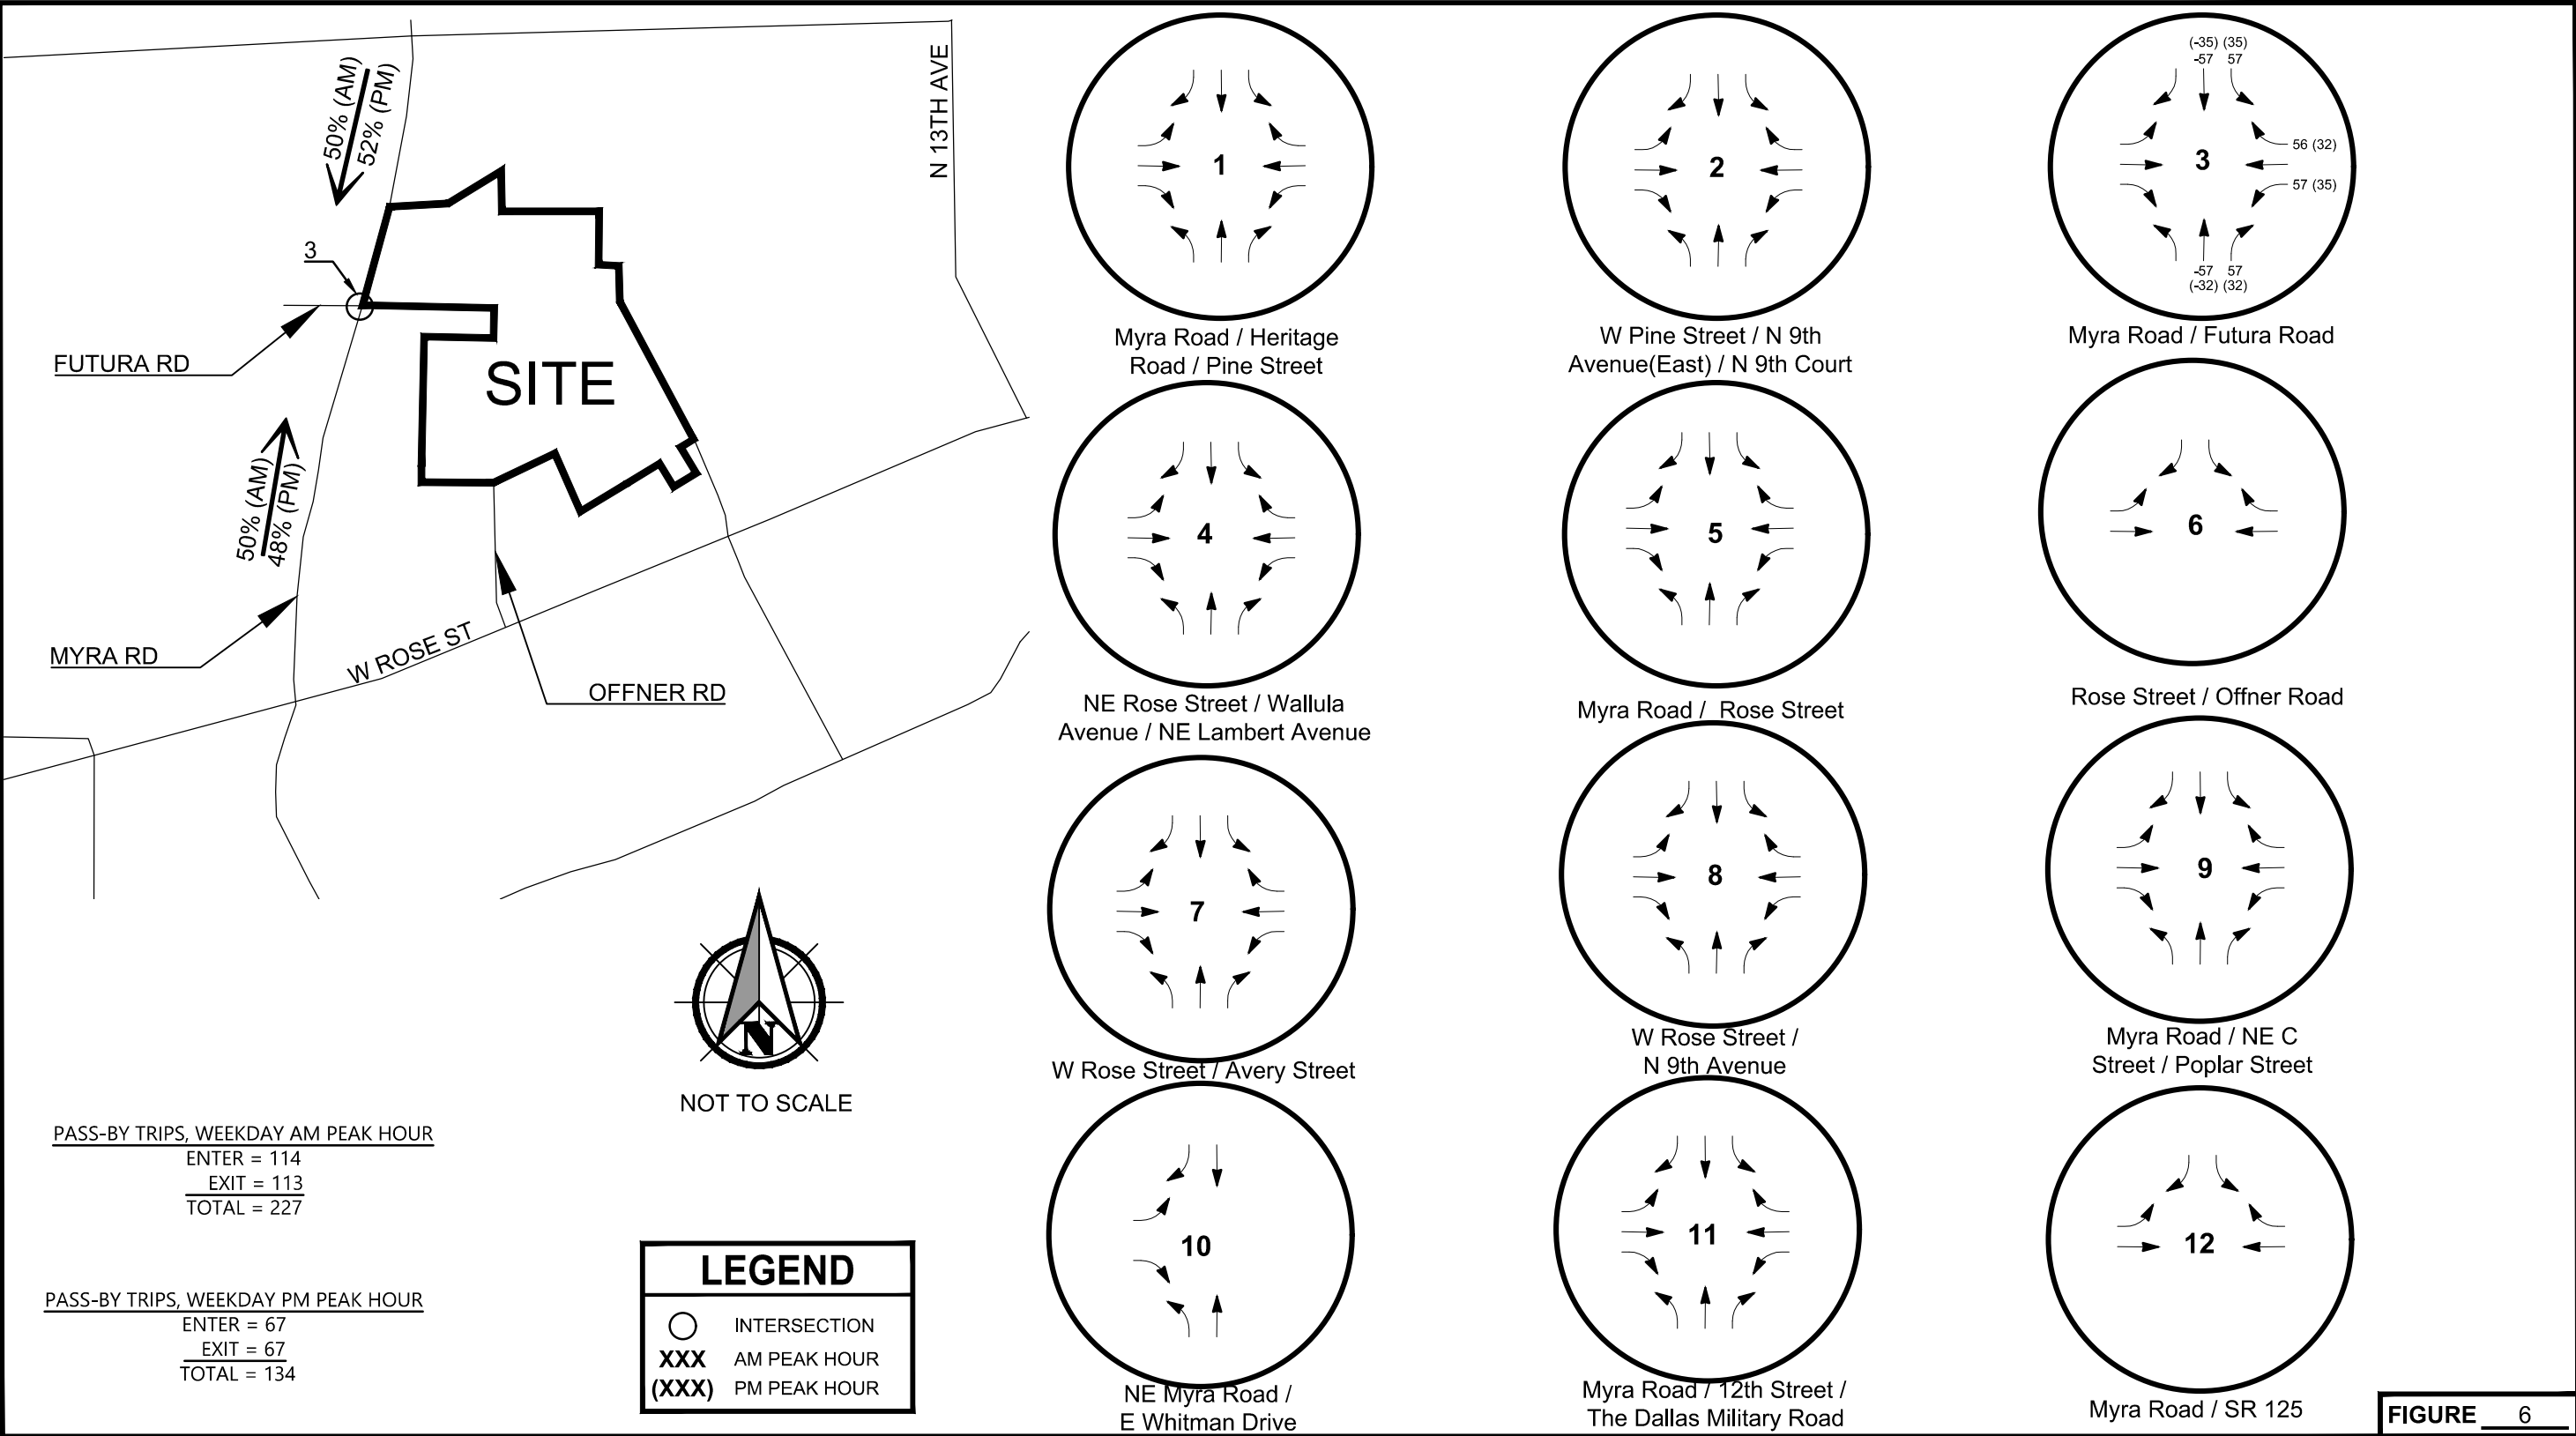 50% (AM)
52% (PM)
N 13TH AVE
3
FUTURA RD
SITE
50% (AM)
48% (PM)
MYRA RD
W ROSE ST
OFFNER RD
N
NOT TO SCALE
PASS-BY TRIPS, WEEKDAY AM PEAK HOUR
ENTER = 114
EXIT = 113
TOTAL = 227
PASS-BY TRIPS, WEEKDAY PM PEAK HOUR
ENTER = 67
EXIT = 67
TOTAL = 134
LEGEND
INTERSECTION
XXX AM PEAK HOUR
(XXX) PM PEAK HOUR
1
Myra Road / Heritage
Road / Pine Street
2
W Pine Street / N 9th
Avenue(East) / N 9th Court
(-35) (35)
-57 57
56 (32)
3
57 (35)
-57 57
(-32) (32)
Myra Road / Futura Road
4
NE Rose Street / Wallula
Avenue / NE Lambert Avenue
5
Myra Road / Rose Street
6
Rose Street / Offner Road
7
W Rose Street / Avery Street
8
W Rose Street /
N 9th Avenue
9
Myra Road / NE C
Street / Poplar Street
10
NE Myra Road /
E Whitman Drive
11
Myra Road / 12th Street /
The Dallas Military Road
12
Myra Road / SR 125
FIGURE 6